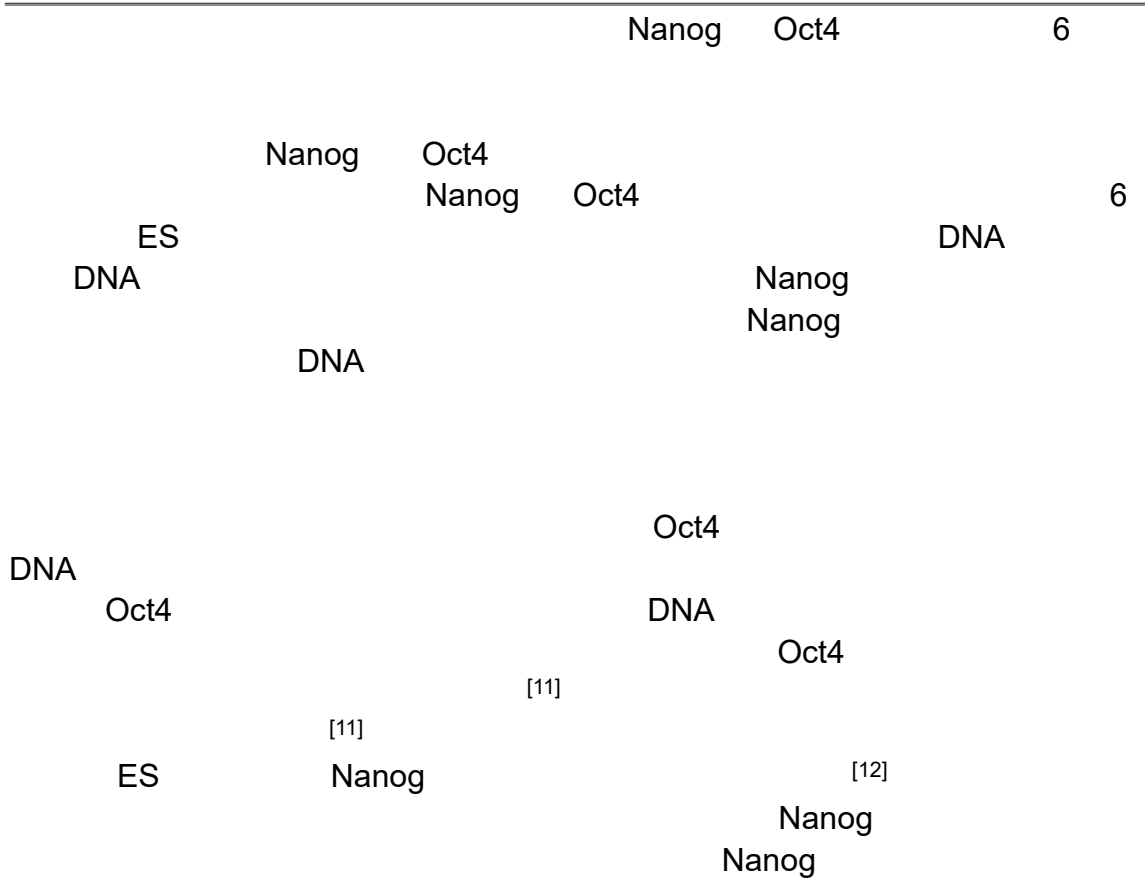 Nanog Oct4 6
Nanog Oct4
Nanog Oct4 6
ES DNA
DNA Nanog
Nanog
DNA
Oct4
DNA
Oct4 DNA
Oct4
[11]
[11]
ES Nanog [12]
Nanog
Nanog